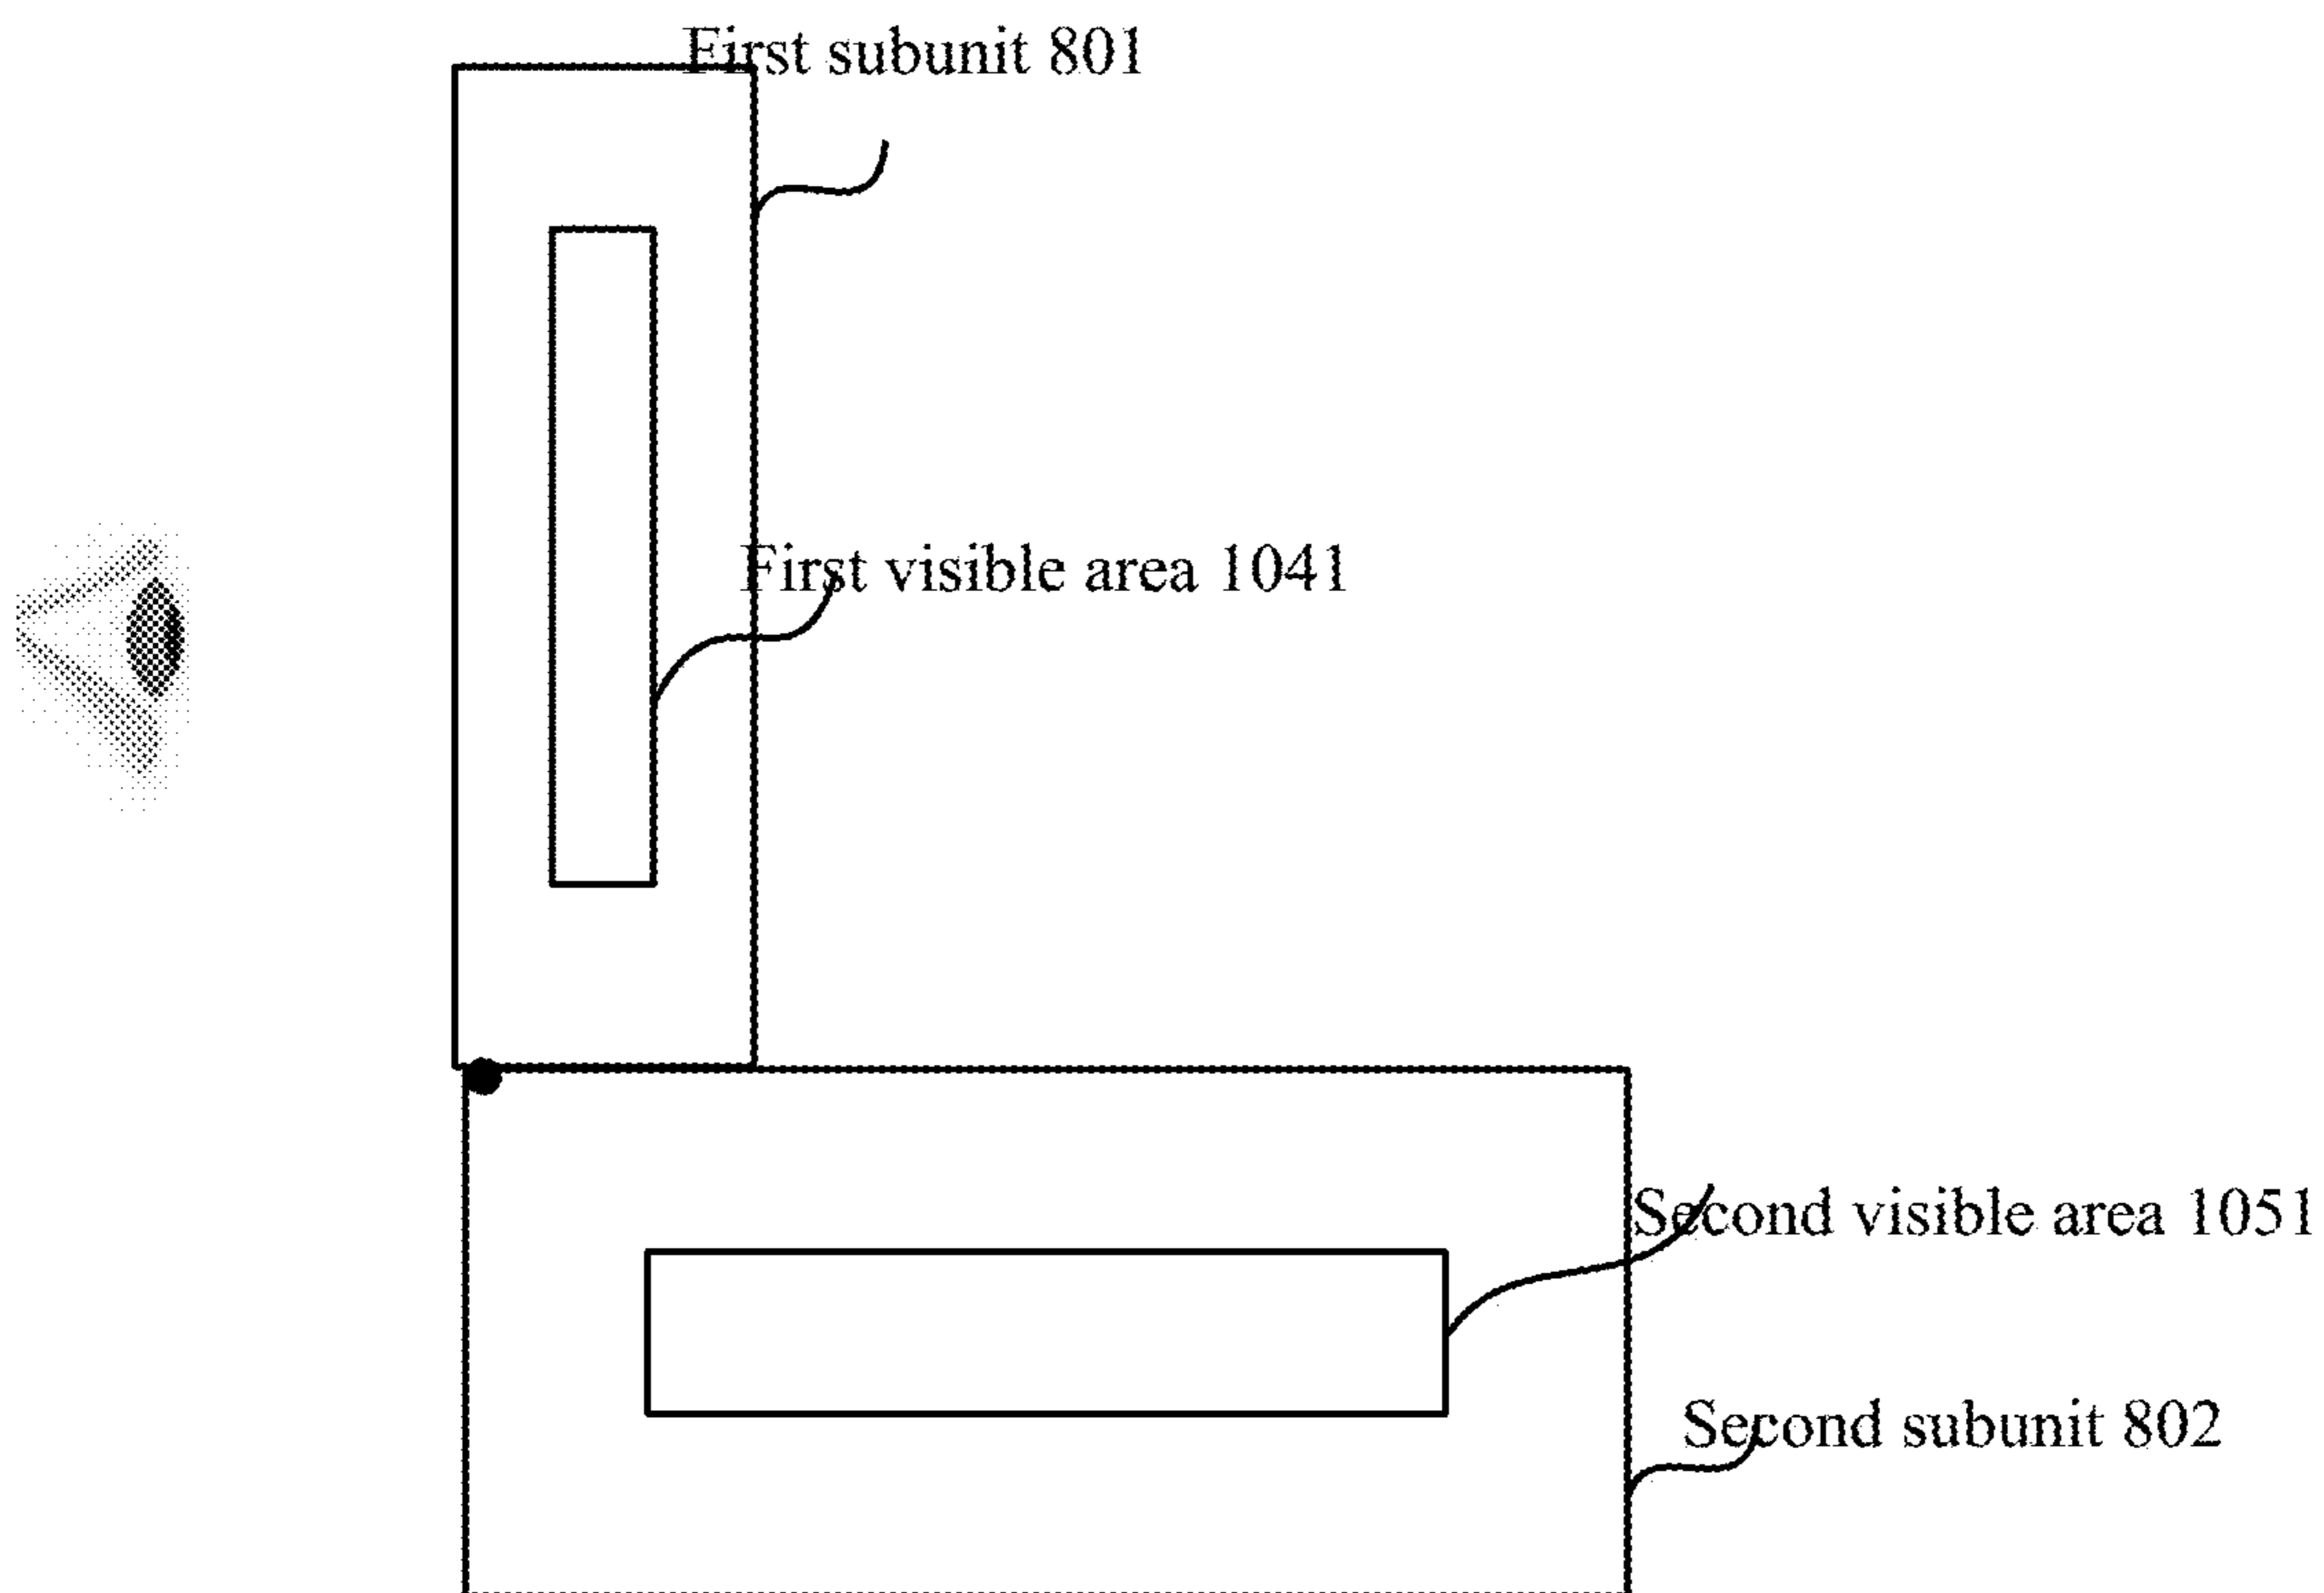 First subunit 801
First visible area 1041
Second visible area 1051
Second subunit 802